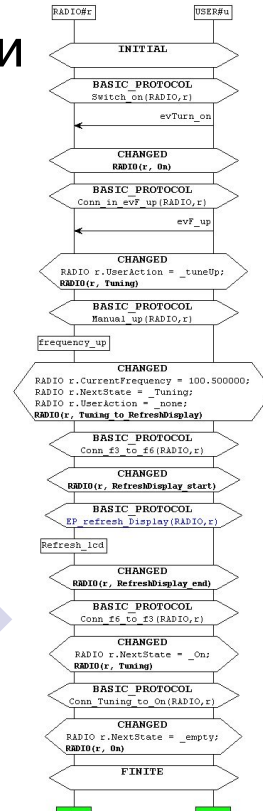 RADIO#r USER#u
и
INITIAL
BASIC_PROTOCOL
Switch_on(RADIO,r)
evTurn_on
CHANGED
RADIO(r, On)
BASIC_PROTOCOL
Conn_in_evF_up(RADIO,r)
evF_up
CHANGED
RADIO r.UserAction = _tuneUp;
RADIO(r, Tuning)
BASIC_PROTOCOL
Manual_up(RADIO,r)
frequency_up
CHANGED
RADIO r.CurrentFrequency = 100.500000;
RADIO r.NextState = _Tuning;
RADIO r.UserAction = _none;
RADIO(r, Tuning_to_RefreshDisplay)
BASIC_PROTOCOL
Conn_f3_to_f6(RADIO,r)
CHANGED
RADIO(r, RefreshDisplay_start)
BASIC_PROTOCOL
EP_refresh_Display(RADIO,r)
Refresh_lcd
CHANGED
RADIO(r, RefreshDisplay_end)
BASIC_PROTOCOL
Conn_f6_to_f3(RADIO,r)
CHANGED
RADIO r.NextState = _On;
RADIO(r, Tuning)
BASIC_PROTOCOL
Conn_Tuning_to_On(RADIO,r)
CHANGED
RADIO r.NextState = _empty;
RADIO(r, On)
FINITE